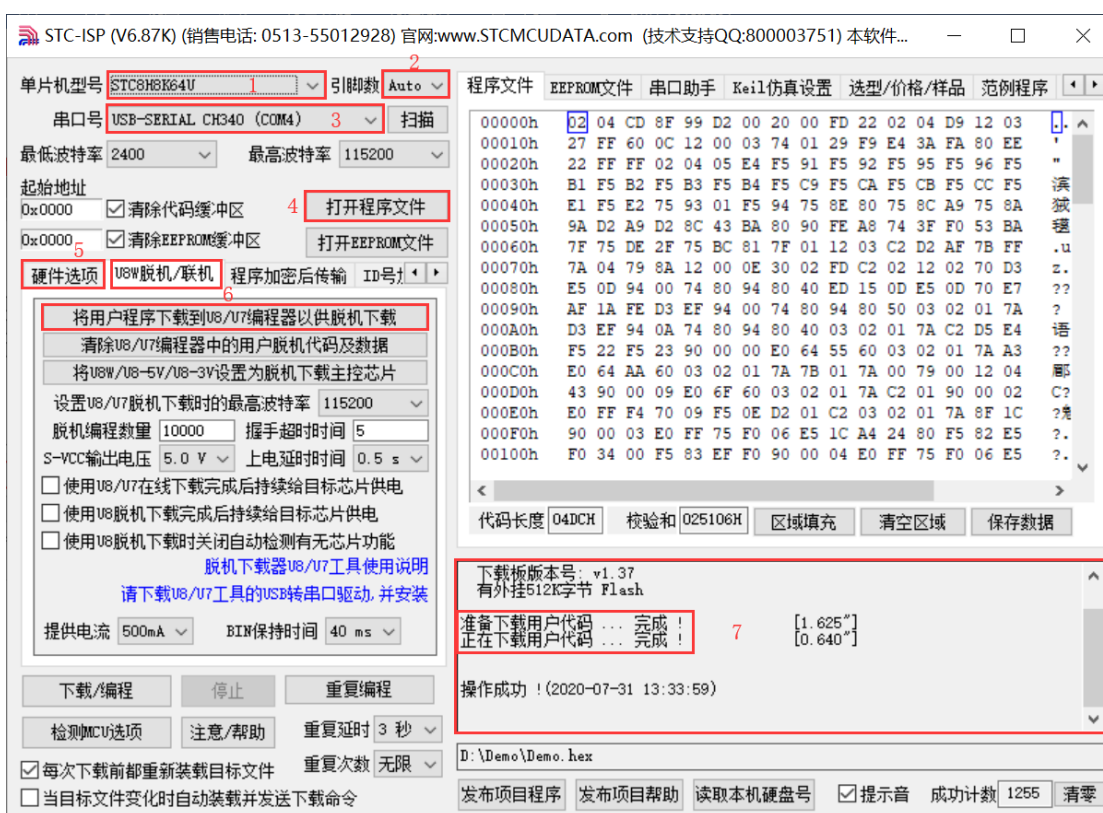 STC-ISP (V6.87K) (销售电话: 0513-55012928) 官网:www.STCMCUDATA.com (技术支持QQ:800003751) 本软件...
单片机型号 STC8H8K64U 1 引脚数 Auto 2
串口号 USB-SERIAL CH340 (COM4) 3 扫描
最低波特率 2400 最高波特率 115200
起始地址
0x0000 清除代码缓冲区 4 打开程序文件
0x0000 清除EEPROM缓冲区 打开EEPROM文件
5
硬件选项 U8W脱机/联机 程序加密后传输 ID号
6
将用户程序下载到U8/U7编程器以供脱机下载
清除U8/U7编程器中的用户脱机代码及数据
将U8W/U8-5V/U8-3V设置为脱机下载主控芯片
设置U8/U7脱机下载时的最高波特率 115200
脱机编程数量 10000 握手超时时间 5
S-VCC输出电压 5.0 V 上电延时时间 0.5 s
使用U8/U7在线下载完成后持续给目标芯片供电
使用U8脱机下载完成后持续给目标芯片供电
使用U8脱机下载时关闭自动检测有无芯片功能
脱机下载器U8/U7工具使用说明
请下载U8/U7工具的USB转串口驱动,并安装
提供电流 500mA BIN保持时间 40 ms
下载/编程 停止 重复编程
检测MCU选项 注意/帮助 重复延时 3 秒
重复次数 无限
每次下载前都重新装载目标文件
当目标文件变化时自动装载并发送下载命令
程序文件 EEPROM文件 串口助手 Keil仿真设置 选型/价格/样品 范例程序
00000h 02 04 CD 8F 99 D2 00 20 00 FD 22 02 04 D9 12 03 ..
00010h 27 FF 60 0C 12 00 03 74 01 29 F9 E4 3A FA 80 EE '
00020h 22 FF FF 02 04 05 E4 F5 91 F5 92 F5 95 F5 96 F5 "
00030h B1 F5 B2 F5 B3 F5 B4 F5 C9 F5 CA F5 CB F5 CC F5 滨
00040h E1 F5 E2 75 93 01 F5 94 75 8E 80 75 8C A9 75 8A
00050h 9A D2 A9 D2 8C 43 BA 80 90 FE A8 74 3F F0 53 BA
00060h 7F 75 DE 2F 75 BC 81 7F 01 12 03 C2 D2 AF 7B FF .u
00070h 7A 04 79 8A 12 00 0E 30 02 FD C2 02 12 02 70 D3 z.
00080h E5 0D 94 00 74 80 94 80 40 ED 15 0D E5 0D 70 E7 ??
00090h AF 1A FE D3 EF 94 00 74 80 94 80 50 03 02 01 7A ?
000A0h D3 EF 94 0A 74 80 94 80 40 03 02 01 7A C2 D5 E4 语
000B0h F5 22 F5 23 90 00 00 E0 64 55 60 03 02 01 7A A3 ??
000C0h E0 64 AA 60 03 02 01 7A 7B 01 7A 00 79 00 12 04
000D0h 43 90 00 09 E0 6F 60 03 02 01 7A C2 01 90 00 02 C?
000E0h E0 FF F4 70 09 F5 0E D2 01 C2 03 02 01 7A 8F 1C
000F0h 90 00 03 E0 FF 75 F0 06 E5 1C A4 24 80 F5 82 E5 ?.
00100h F0 34 00 F5 83 EF F0 90 00 04 E0 FF 75 F0 06 E5 ?.
代码长度 04DCH 校验和 025106H 区域填充 清空区域 保存数据
下载板版本号: v1.37
有外挂512K字节 Flash
准备下载用户代码 ... 完成 ! [1.625"]
正在下载用户代码 ... 完成 ! [0.640"]
7
操作成功 !(2020-07-31 13:33:59)
D:\Demo\Demo.hex
发布项目程序 发布项目帮助 读取本机硬盘号 提示音 成功计数 1255 清零